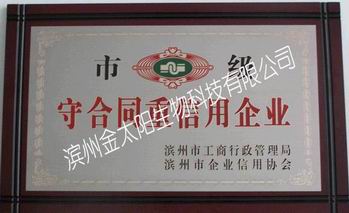 市 级
守合同重信用企业
滨州市工商行政管理局
滨州市企业信用协会
滨州金太阳生物科技有限公司